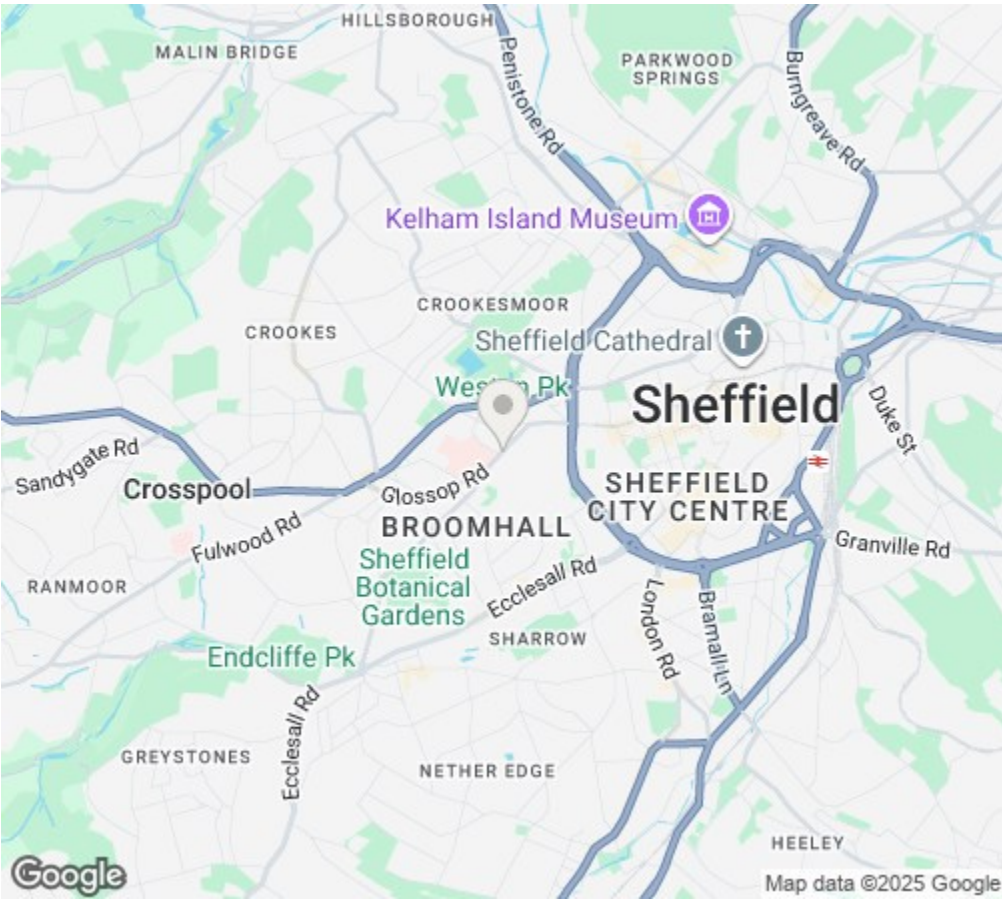 HILLSBOROUGH
MALIN BRIDGE
Penistone Rd
PARKWOOD
SPRINGS
Burngreave Rd
Kelham Island Museum
CROOKESMOOR
CROOKES
Sheffield Cathedral
Weston Pk
Sheffield
Duke St
Sandygate Rd
Crosspool
Glossop Rd
SHEFFIELD
CITY CENTRE
Fulwood Rd
BROOMHALL
Granville Rd
Sheffield
Botanical
Gardens
RANMOOR
Ecclesall Rd
London Rd
Bramall Ln
SHARROW
Endcliffe Pk
Ecclesall Rd
GREYSTONES
NETHER EDGE
HEELEY
Google
Map data ©2025 Google